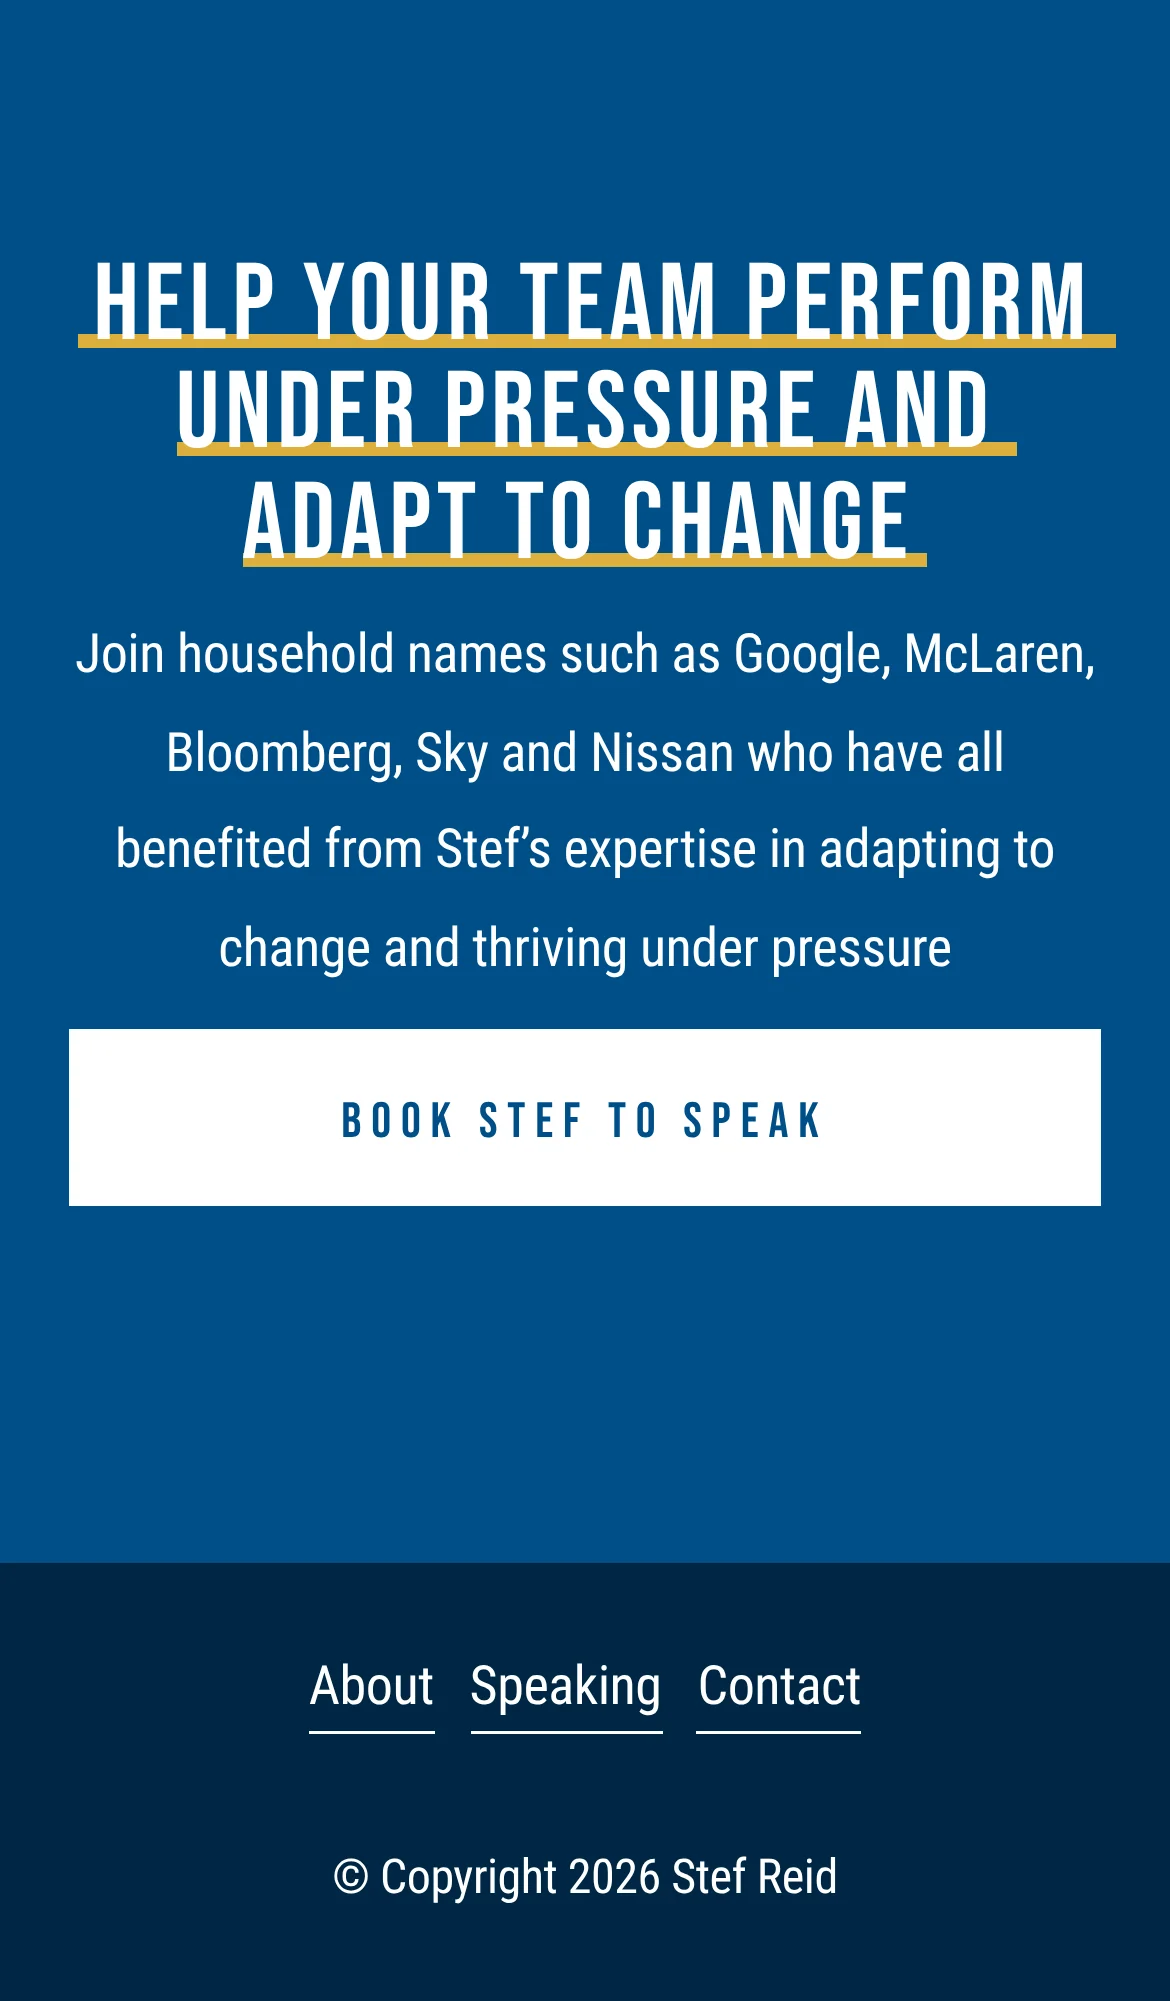 HELP YOUR TEAM PERFORM
UNDER PRESSURE AND
ADAPT TO CHANGE
Join household names such as Google, McLaren,
Bloomberg, Sky and Nissan who have all
benefited from Stef’s expertise in adapting to
change and thriving under pressure
BOOK STEF TO SPEAK
About Speaking Contact
© Copyright 2026 Stef Reid